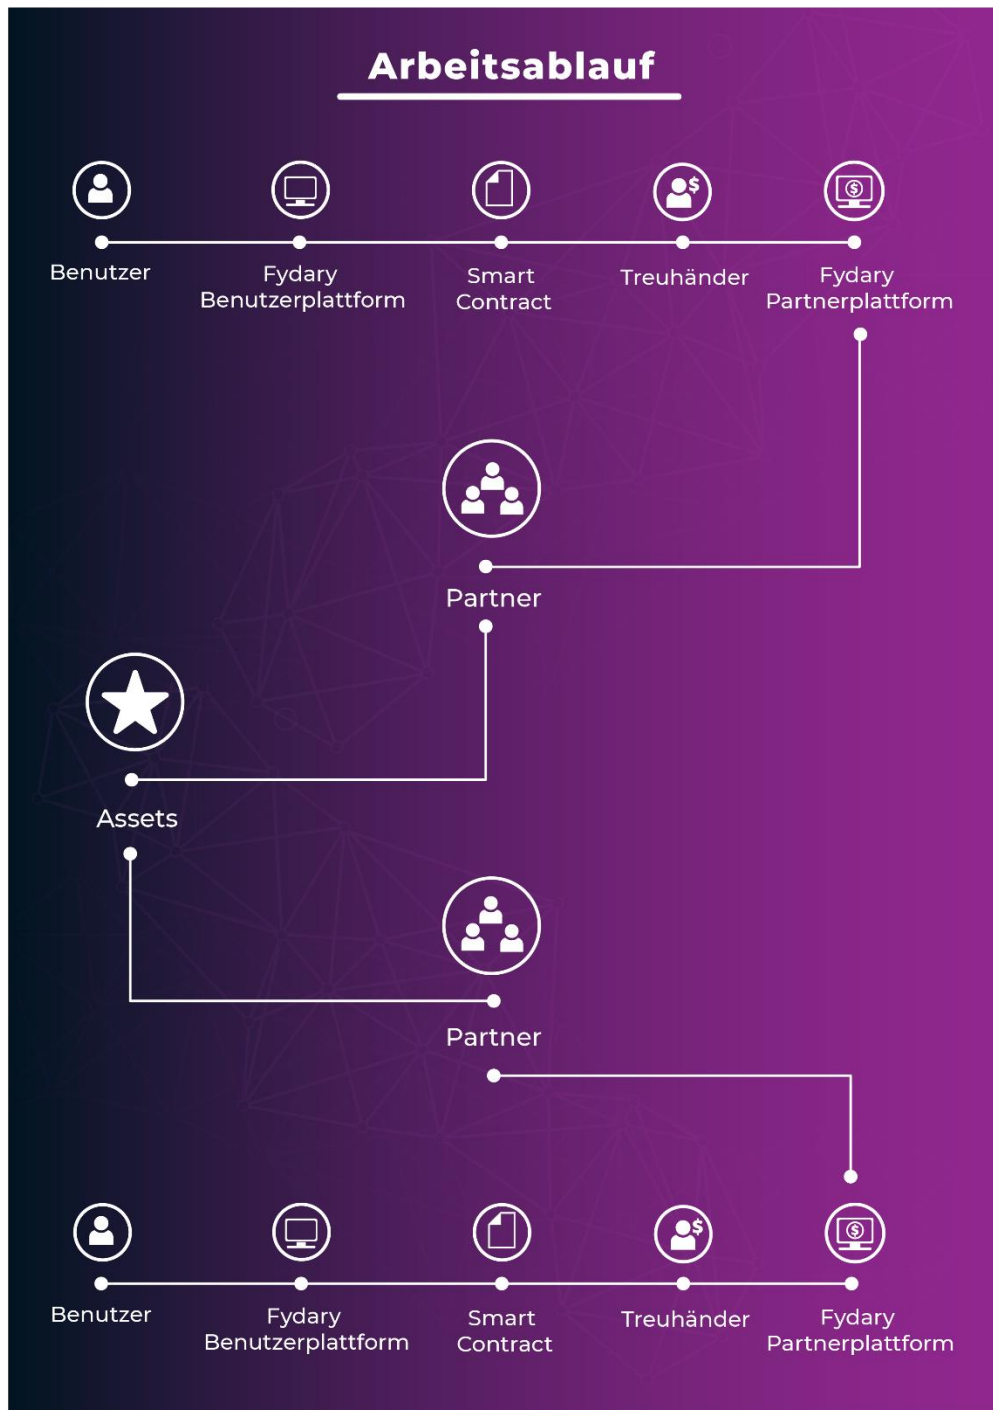 Arbeitsablauf
Benutzer
Fydary
Benutzerplattform
Smart
Contract
Treuhänder
Fydary
Partnerplattform
Partner
Assets
Partner
Benutzer
Fydary
Benutzerplattform
Smart
Contract
Treuhänder
Fydary
Partnerplattform